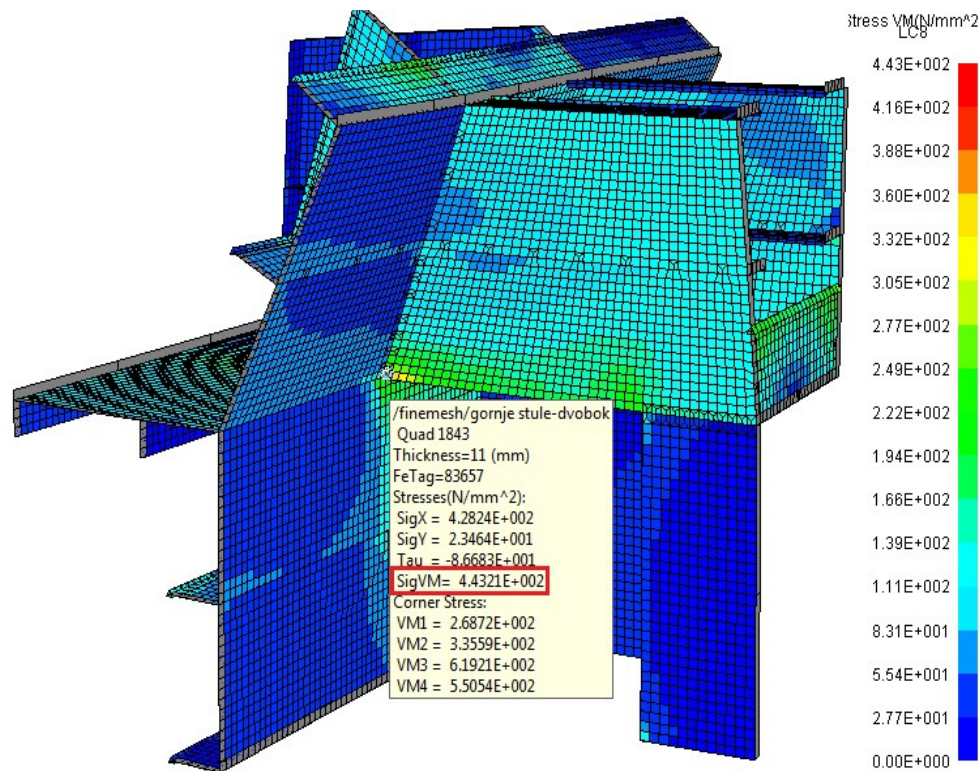 Stress VM(N/mm^2
LC8
4.43E+002
4.16E+002
3.88E+002
3.60E+002
3.32E+002
3.05E+002
2.77E+002
2.49E+002
2.22E+002
1.94E+002
1.66E+002
1.39E+002
1.11E+002
8.31E+001
5.54E+001
2.77E+001
0.00E+000
/finemesh/gornje stule-dvobok
Quad 1843
Thickness=11 (mm)
FeTag=83657
Stresses(N/mm^2):
SigX = 4.2824E+002
SigY = 2.3464E+001
Tau = -8.6683E+001
SigVM= 4.4321E+002
Corner Stress:
VM1 = 2.6872E+002
VM2 = 3.3559E+002
VM3 = 6.1921E+002
VM4 = 5.5054E+002